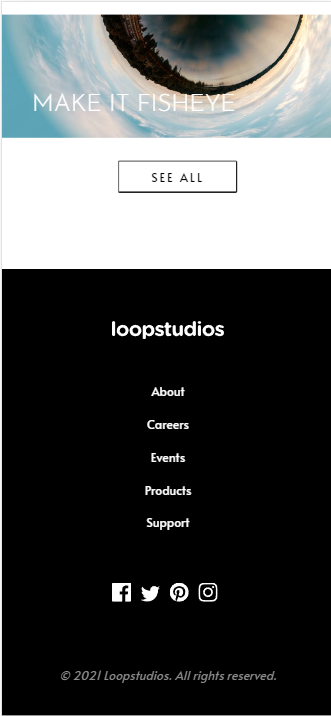 MAKE IT FISHEYE
SEE ALL
loopstudios
About
Careers
Events
Products
Support
© 2021 Loopstudios. All rights reserved.